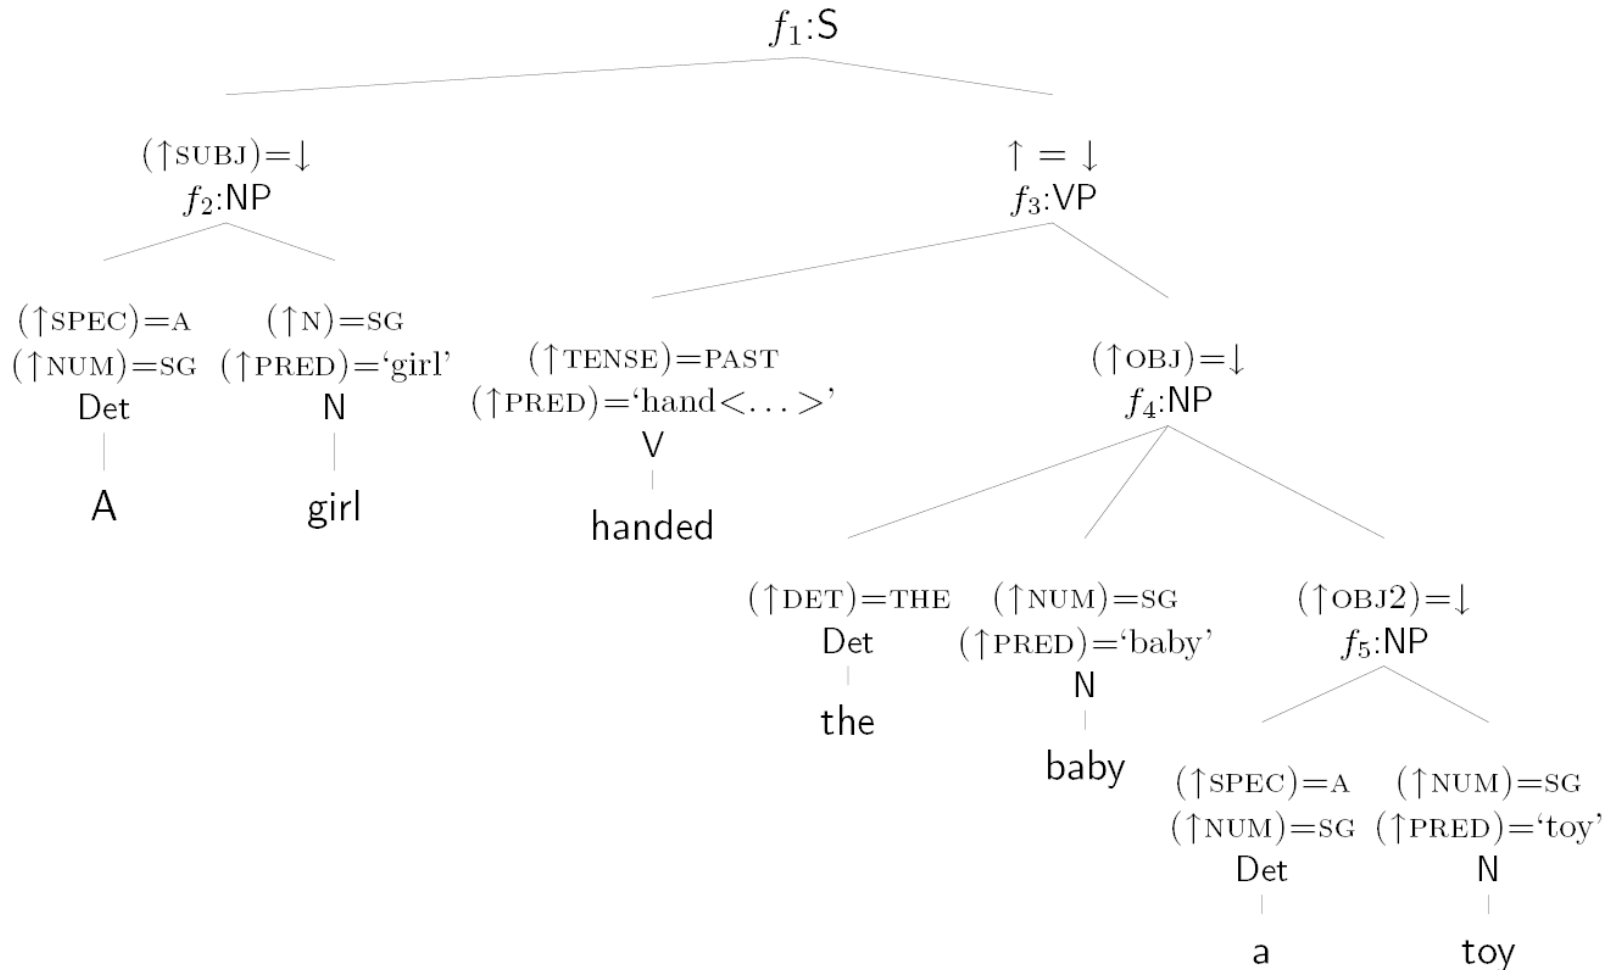 f₁:S
(↑SUBJ)=↓
↑ = ↓
f₂:NP
f₃:VP
(↑SPEC)=A
(↑N)=SG
(↑NUM)=SG
(↑PRED)=‘girl’
(↑TENSE)=PAST
(↑OBJ)=↓
Det
N
(↑PRED)=‘hand<...>’
f₄:NP
V
A
girl
handed
(↑DET)=THE
(↑NUM)=SG
(↑OBJ2)=↓
Det
(↑PRED)=‘baby’
f₅:NP
N
the
baby
(↑SPEC)=A
(↑NUM)=SG
(↑NUM)=SG
(↑PRED)=‘toy’
Det
N
a
toy